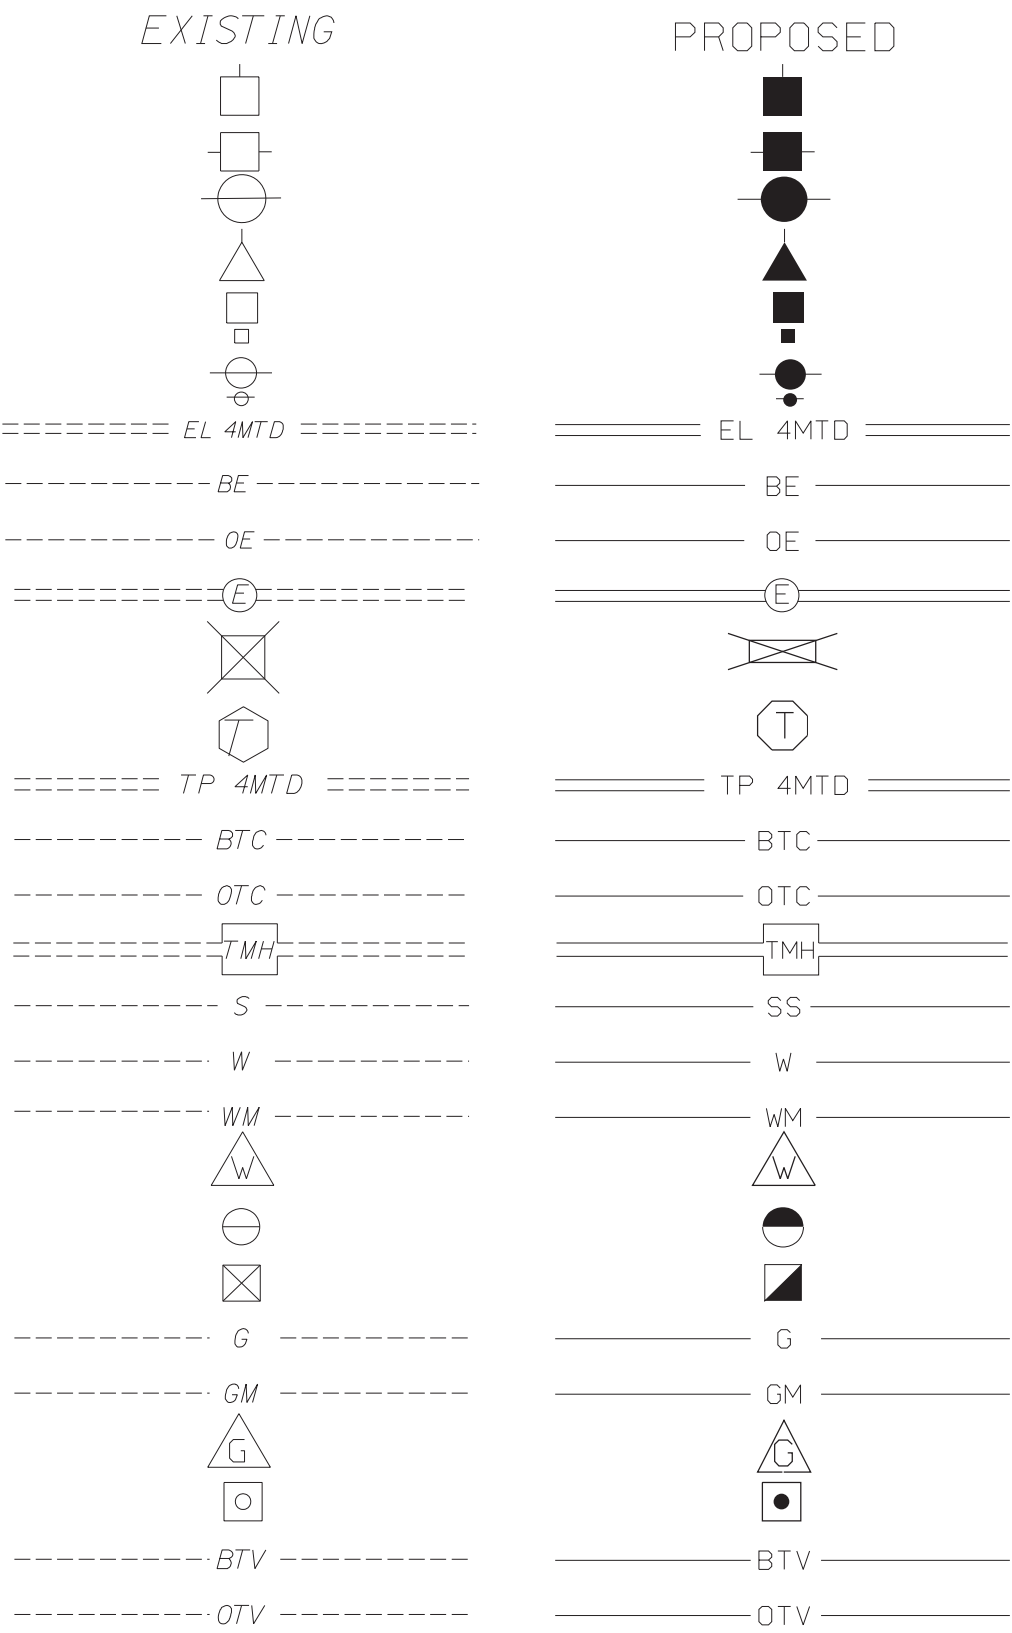 EXISTING PROPOSED
EL 4MTD EL 4MTD
BE BE
OE OE
E E
T T
TP 4MTD TP 4MTD
BTC BTC
OTC OTC
TMH TMH
S SS
W W
WM WM
W W
G G
GM GM
G G
BTV BTV
OTV OTV